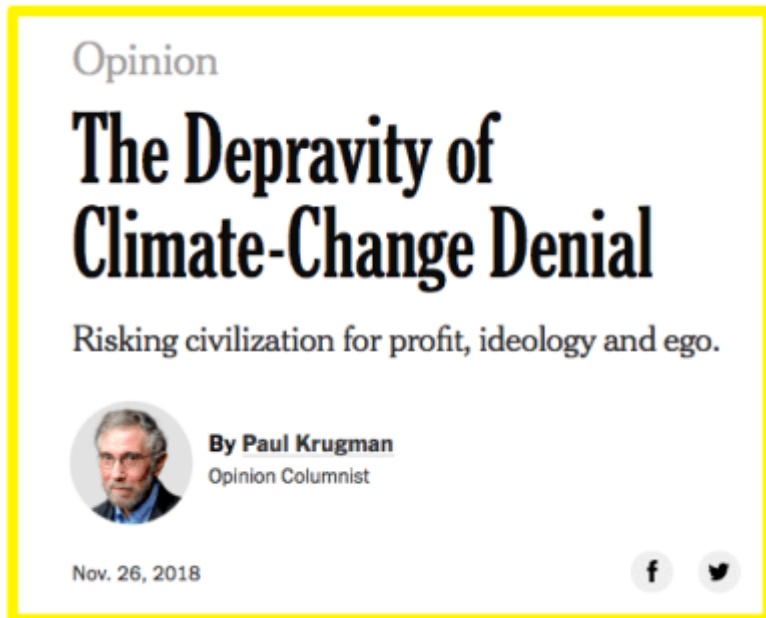 Opinion
The Depravity of
Climate-Change Denial
Risking civilization for profit, ideology and ego.
By Paul Krugman
Opinion Columnist
Nov. 26, 2018